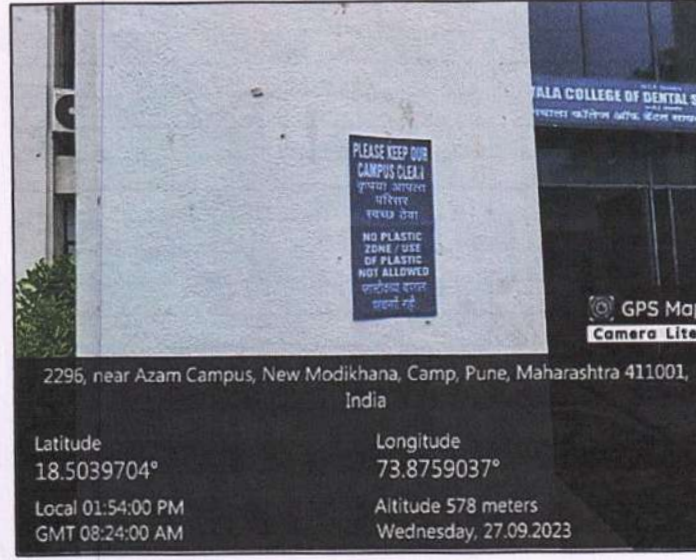 ALA COLLEGE OF DENTAL S
PLEASE KEEP OUR
CAMPUS CLEAN
कृपया आपला
परिसर
स्वच्छ ठेवा
NO PLASTIC
ZONE / USE
OF PLASTIC
NOT ALLOWED
GPS Map
Camera Lite
2296, near Azam Campus, New Modikhana, Camp, Pune, Maharashtra 411001,
India
Latitude
18.5039704°
Longitude
73.8759037°
Local 01:54:00 PM
GMT 08:24:00 AM
Altitude 578 meters
Wednesday, 27.09.2023